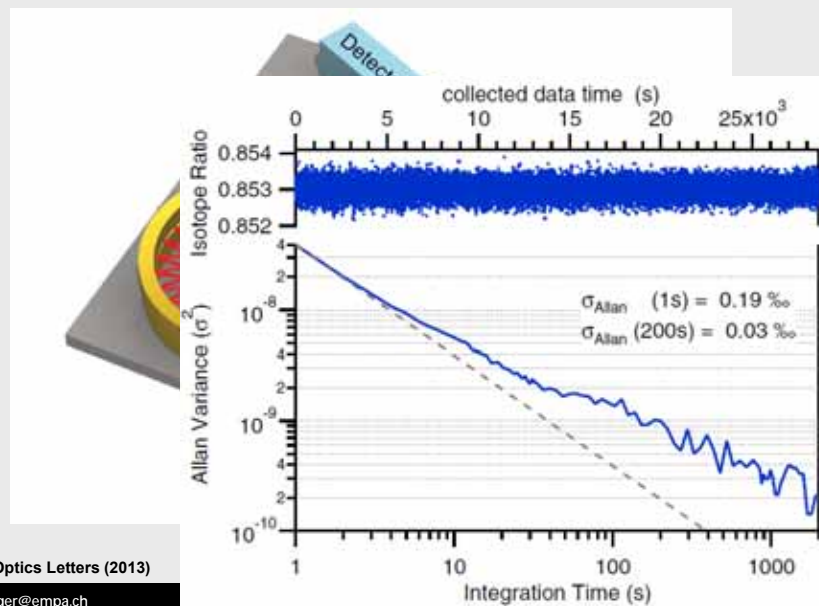 Detect
collected data time (s)
0 5 10 15 20 25x10³
Isotope Ratio
0.854
0.853
0.852
Allan Variance (σ²)
4
2
10⁻⁸
4
2
10⁻⁹
4
2
10⁻¹⁰
σAllan (1s) = 0.19 ‰
σAllan (200s) = 0.03 ‰
1 10 100 1000
Integration Time (s)
Optics Letters (2013)
ger@empa.ch